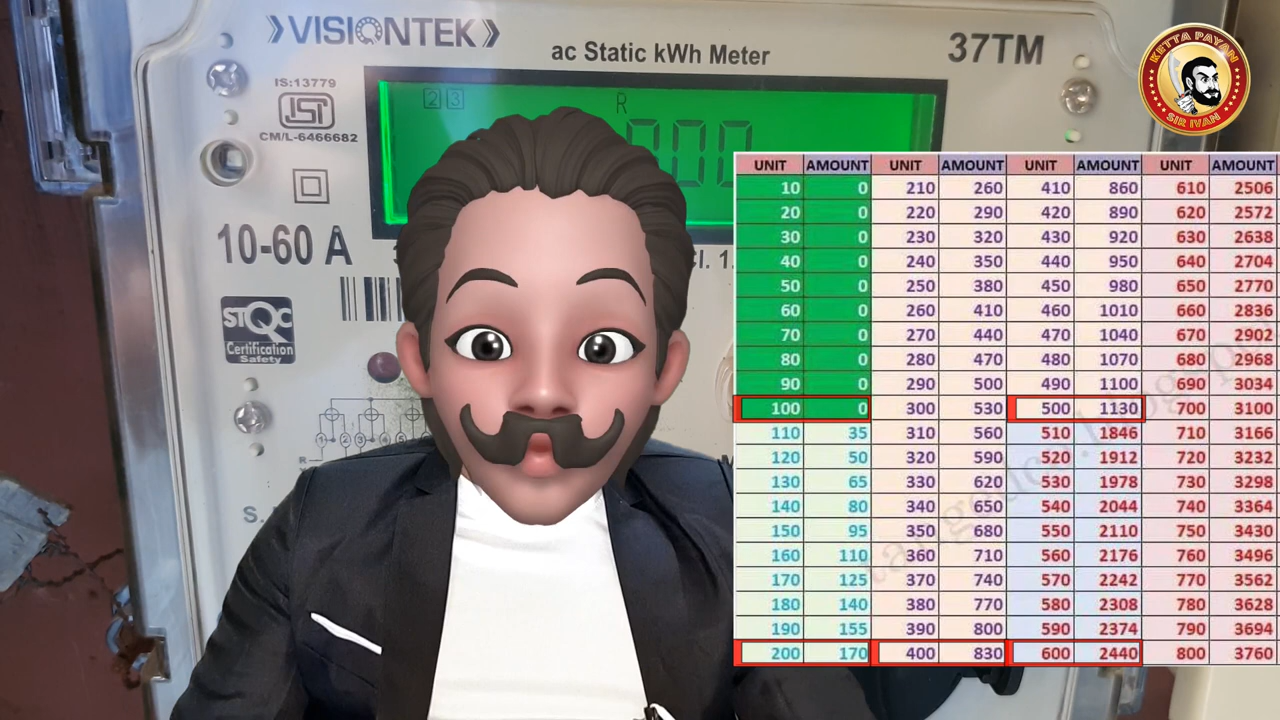 VISIONTEK
ac Static kWh Meter
37TM
KETTA PAYAN
SIR IVAN
IS:13779
ISI
CM/L-6466682
2 3
R
10-60 A
STQC
Certification
Safety
UNIT AMOUNT UNIT AMOUNT UNIT AMOUNT UNIT AMOUNT
10 0 210 260 410 860 610 2506
20 0 220 290 420 890 620 2572
30 0 230 320 430 920 630 2638
40 0 240 350 440 950 640 2704
50 0 250 380 450 980 650 2770
60 0 260 410 460 1010 660 2836
70 0 270 440 470 1040 670 2902
80 0 280 470 480 1070 680 2968
90 0 290 500 490 1100 690 3034
100 0 300 530 500 1130 700 3100
110 35 310 560 510 1846 710 3166
120 50 320 590 520 1912 720 3232
130 65 330 620 530 1978 730 3298
140 80 340 650 540 2044 740 3364
150 95 350 680 550 2110 750 3430
160 110 360 710 560 2176 760 3496
170 125 370 740 570 2242 770 3562
180 140 380 770 580 2308 780 3628
190 155 390 800 590 2374 790 3694
200 170 400 830 600 2440 800 3760